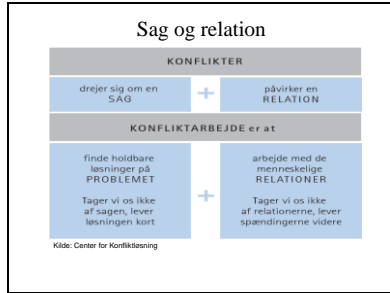 Sag og relation
KONFLIKTER
drejer sig om en
SAG
+
påvirker en
RELATION
KONFLIKTARBEJDE er at
finde holdbare
løsninger på
PROBLEMET
Tager vi os ikke
af sagen, lever
løsningen kort
+
arbejde med de
menneskelige
RELATIONER
Tager vi os ikke
af relationerne, lever
spændingerne videre
Kilde: Center for Konfliktløsning